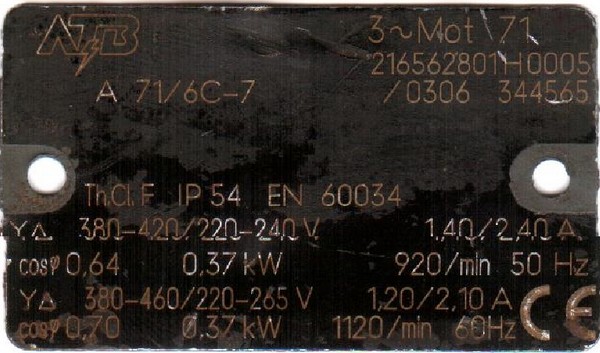 ATB
3~Mot 71
216562801H0005
A 71/6C-7
/0306 344565
Th.Cl.F IP 54 EN 60034
Y∆ 380-420/220-240 V 1,40/2,40 A
cosφ 0,64 0,37 kW 920/min 50 Hz
Y∆ 380-460/220-265 V 1,20/2,10 A CE
cosφ 0,70 0,37 kW 1120/min 60Hz